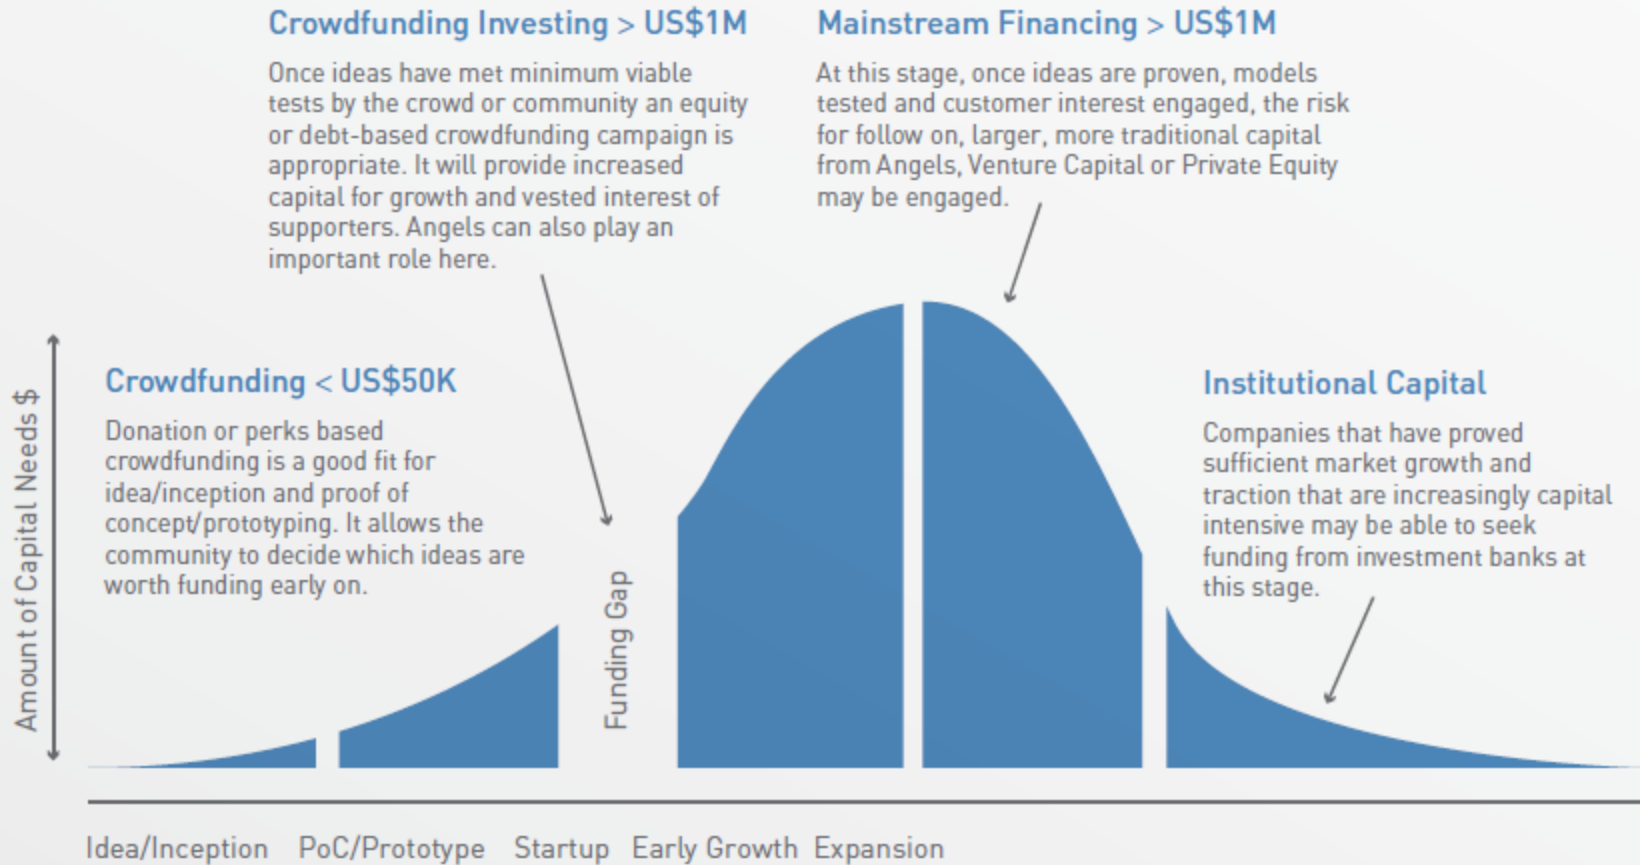 Crowdfunding Investing > US$1M
Once ideas have met minimum viable
tests by the crowd or community an equity
or debt-based crowdfunding campaign is
appropriate. It will provide increased
capital for growth and vested interest of
supporters. Angels can also play an
important role here.
Mainstream Financing > US$1M
At this stage, once ideas are proven, models
tested and customer interest engaged, the risk
for follow on, larger, more traditional capital
from Angels, Venture Capital or Private Equity
may be engaged.
Crowdfunding < US$50K
Donation or perks based
crowdfunding is a good fit for
idea/inception and proof of
concept/prototyping. It allows the
community to decide which ideas are
worth funding early on.
Institutional Capital
Companies that have proved
sufficient market growth and
traction that are increasingly capital
intensive may be able to seek
funding from investment banks at
this stage.
Amount of Capital Needs $
Funding Gap
Idea/Inception PoC/Prototype Startup Early Growth Expansion